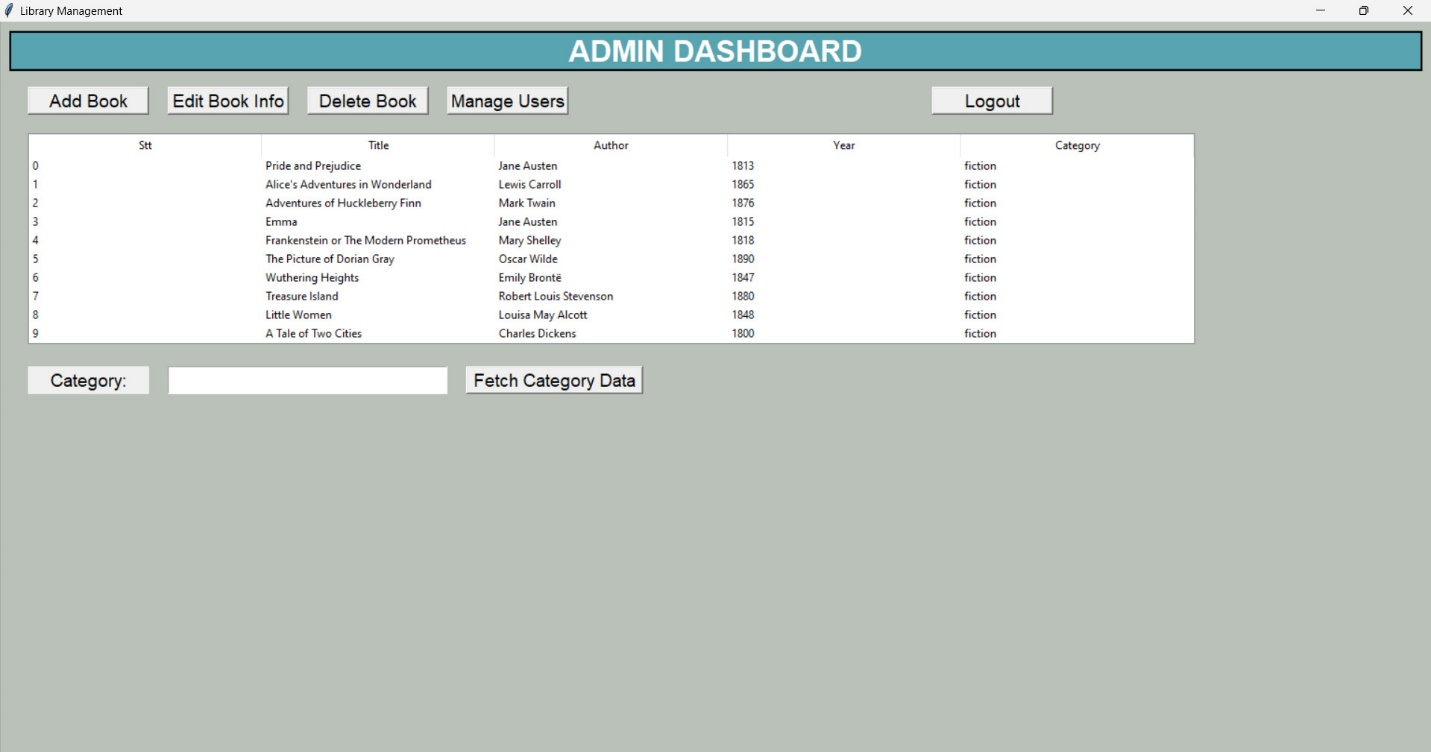 Library Management
ADMIN DASHBOARD
Add Book Edit Book Info Delete Book Manage Users Logout
Stt Title Author Year Category
0 Pride and Prejudice Jane Austen 1813 fiction
1 Alice's Adventures in Wonderland Lewis Carroll 1865 fiction
2 Adventures of Huckleberry Finn Mark Twain 1876 fiction
3 Emma Jane Austen 1815 fiction
4 Frankenstein or The Modern Prometheus Mary Shelley 1818 fiction
5 The Picture of Dorian Gray Oscar Wilde 1890 fiction
6 Wuthering Heights Emily Brontë 1847 fiction
7 Treasure Island Robert Louis Stevenson 1880 fiction
8 Little Women Louisa May Alcott 1848 fiction
9 A Tale of Two Cities Charles Dickens 1800 fiction
Category: Fetch Category Data